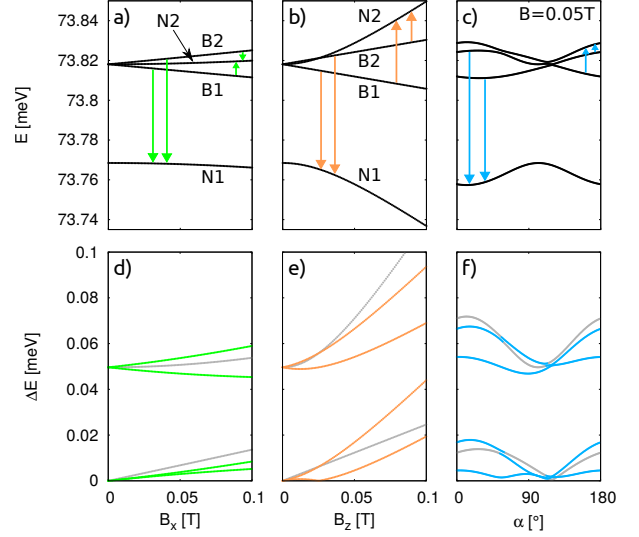 a) N2 B2 B1 N1
b) N2 B2 B1 N1
c) B=0.05T
E [meV]
73.84
73.82
73.8
73.78
73.76
73.74
d) e) f)
ΔE [meV]
0.1
0.08
0.06
0.04
0.02
0
0 0.05 0.1
0 0.05 0.1
0 90 180
Bx [T] Bz [T] α [°]